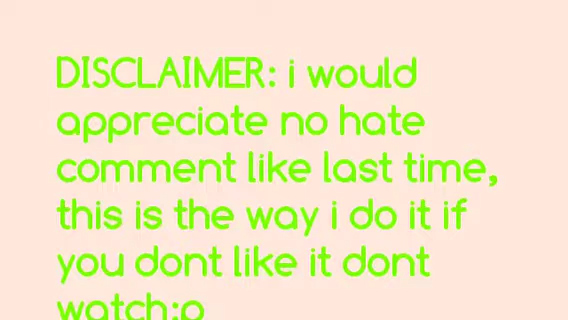 DISCLAIMER: i would
appreciate no hate
comment like last time,
this is the way i do it if
you dont like it dont
watch:p